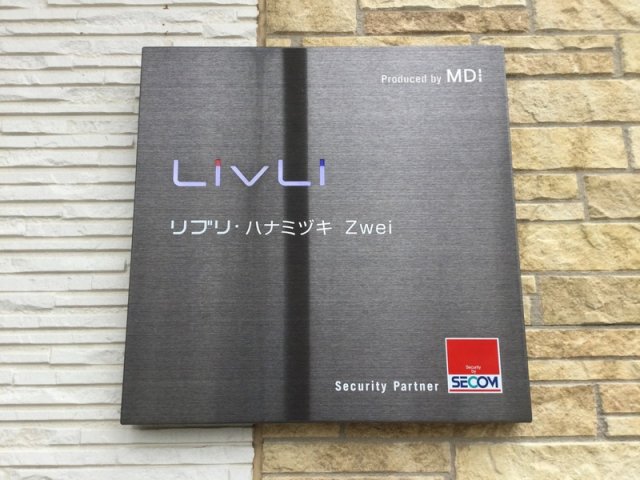 Produced by MDI
LivLi
リブリ・ハナミヅキ Zwei
Security Partner
Security
by
SECOM